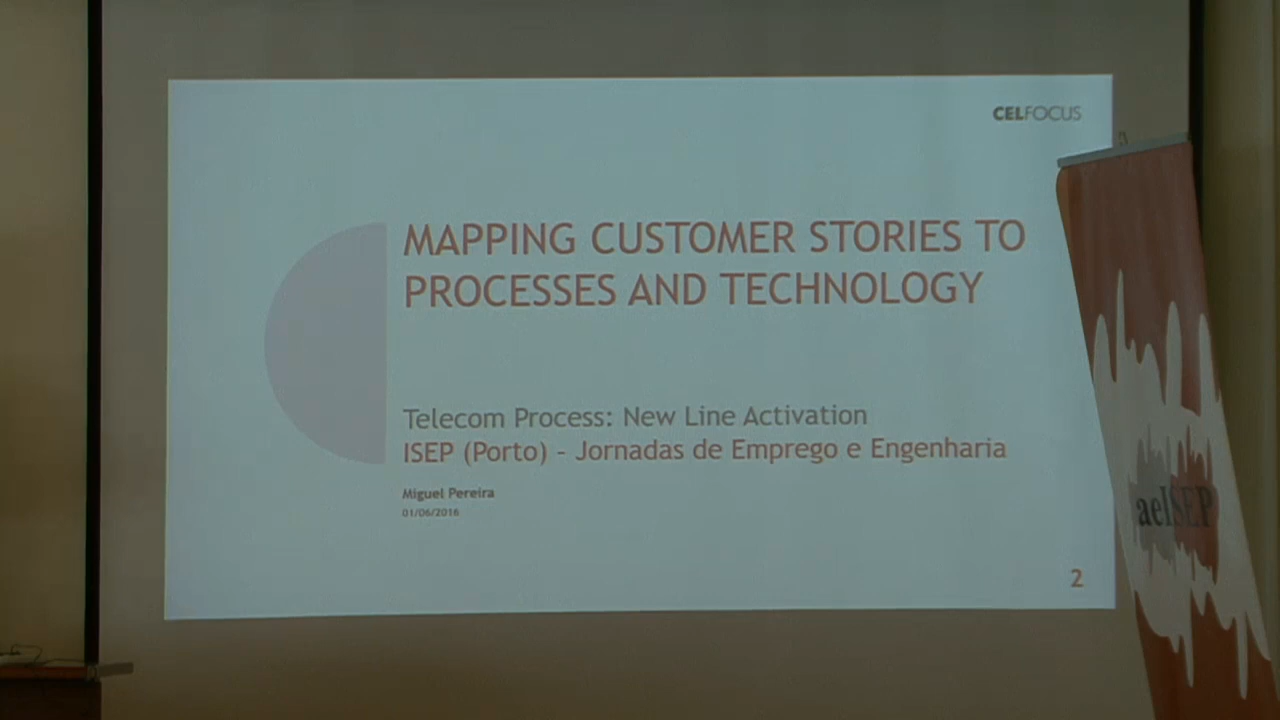 CELFOCUS
MAPPING CUSTOMER STORIES TO
PROCESSES AND TECHNOLOGY
Telecom Process: New Line Activation
ISEP (Porto) - Jornadas de Emprego e Engenharia
Miguel Pereira
01/06/2016
2
aeISEP